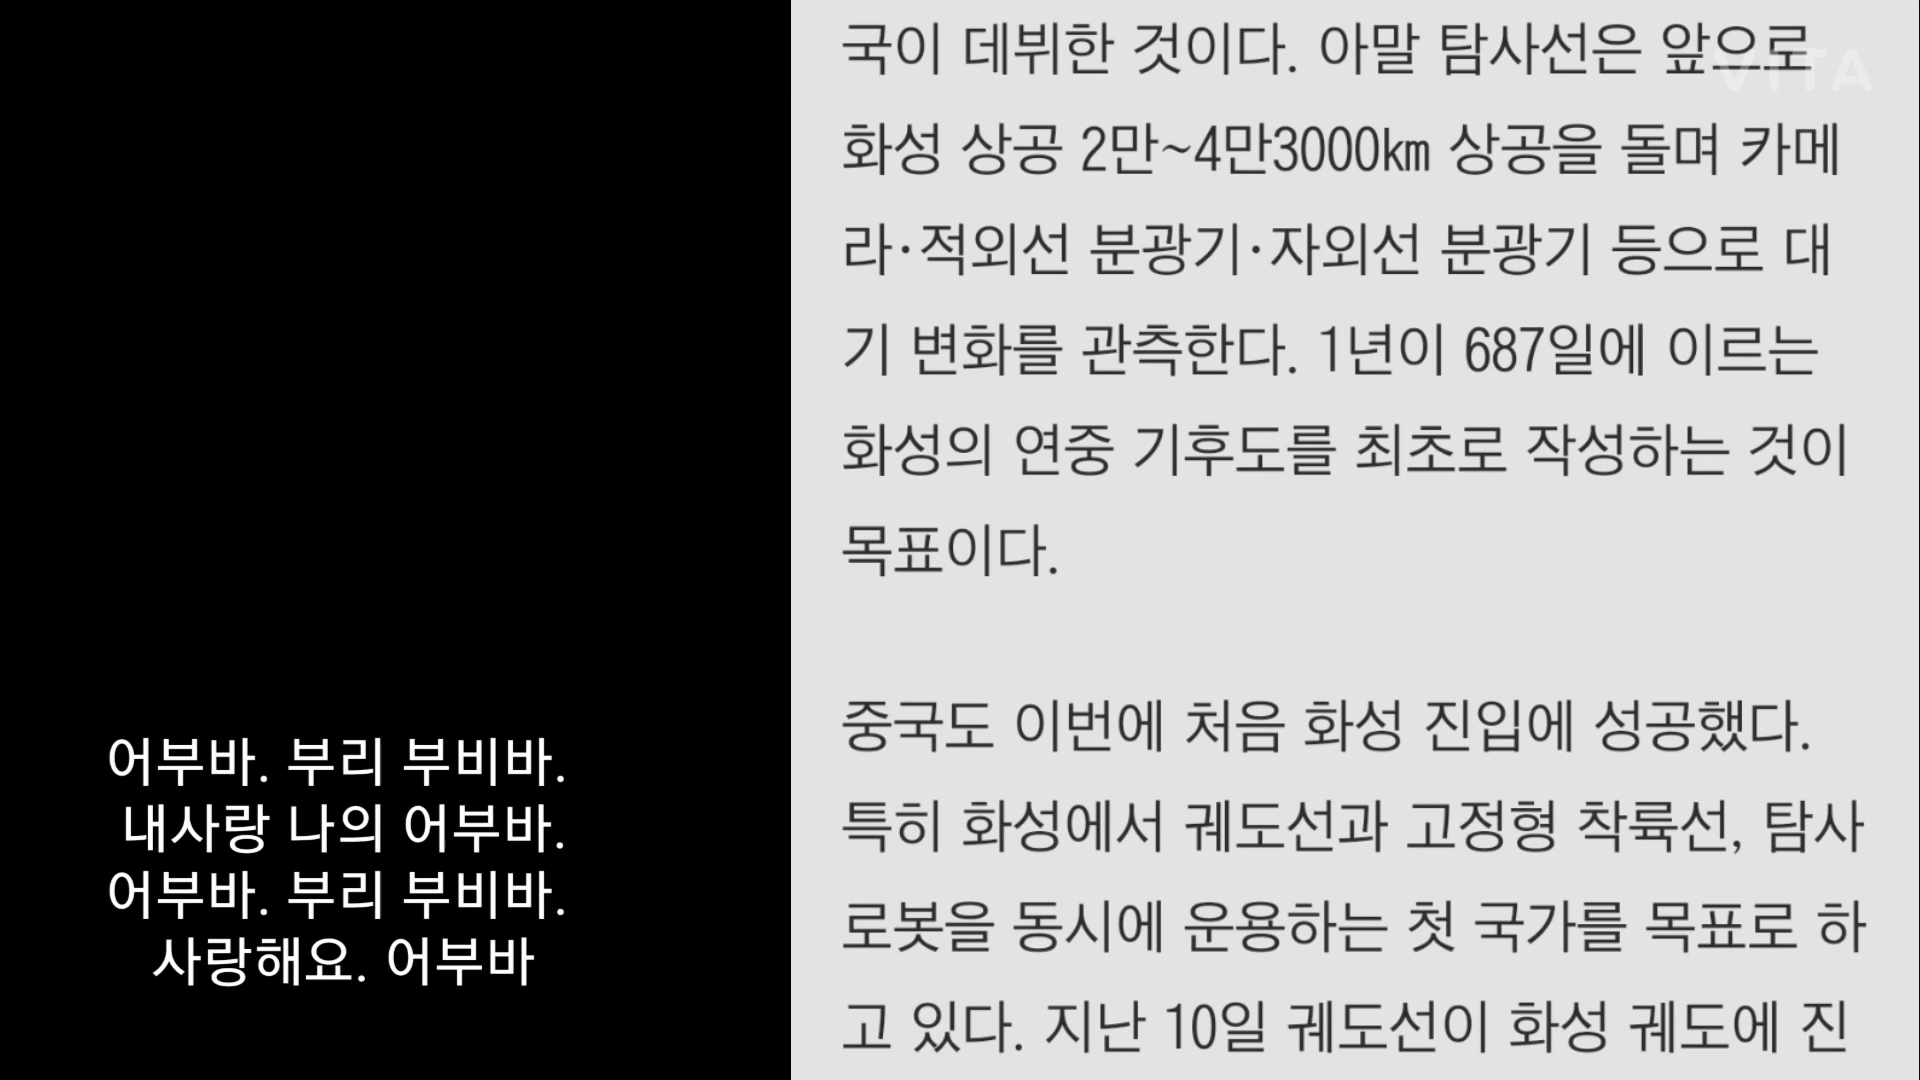 어부바. 부리 부비바.
내사랑 나의 어부바.
어부바. 부리 부비바.
사랑해요. 어부바
국이 데뷔한 것이다. 아말 탐사선은 앞으로
화성 상공 2만~4만3000㎞ 상공을 돌며 카메
라·적외선 분광기·자외선 분광기 등으로 대
기 변화를 관측한다. 1년이 687일에 이르는
화성의 연중 기후도를 최초로 작성하는 것이
목표이다.
중국도 이번에 처음 화성 진입에 성공했다.
특히 화성에서 궤도선과 고정형 착륙선, 탐사
로봇을 동시에 운용하는 첫 국가를 목표로 하
고 있다. 지난 10일 궤도선이 화성 궤도에 진
VITA